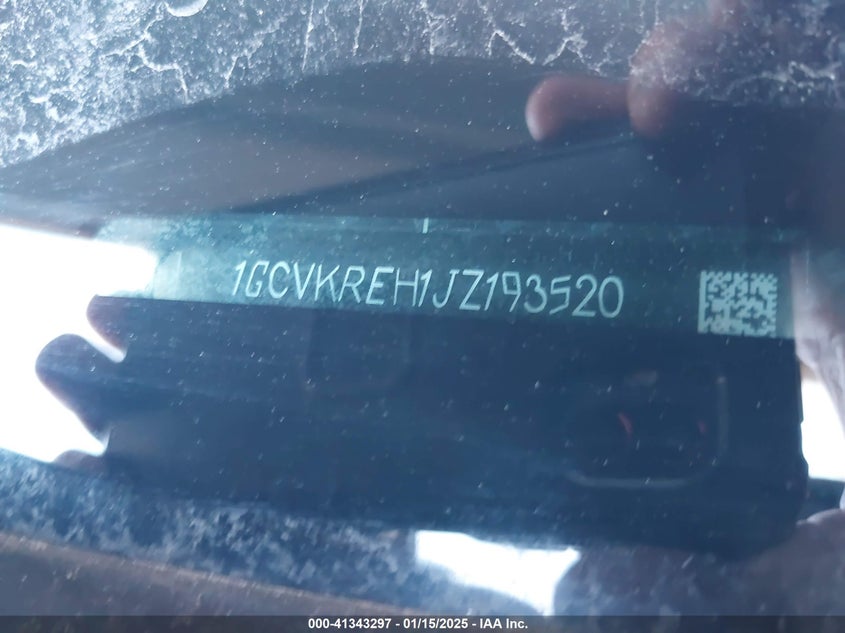 1GCVKREH1JZ193520
000-41343297 - 01/15/2025 - IAA Inc.